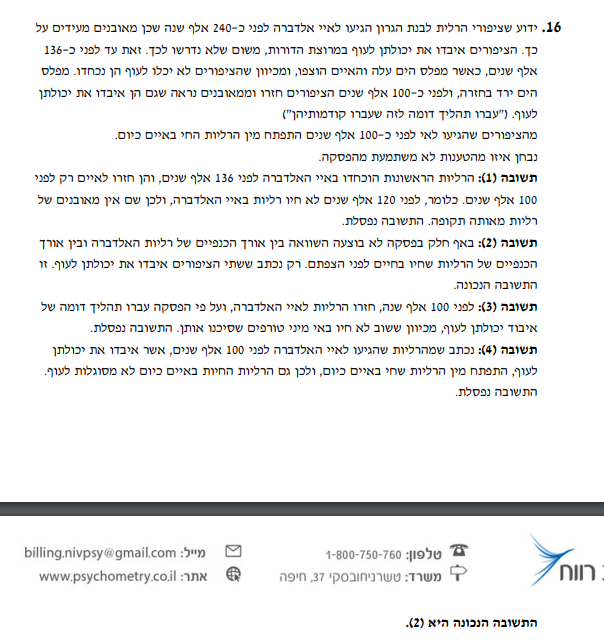 16. ידוע שציפורי הרלית לבנת הגרון הגיעו לאיי אלדברה לפני כ-240 אלף שנה שכן מאובנים מעידים על
כך. הציפורים איבדו את יכולתן לעוף במרוצת הדורות, משום שלא נדרשו לכך. זאת עד לפני כ-136
אלף שנים, כאשר מפלס הים עלה והאיים הוצפו, ומכיוון שהציפורים לא יכלו לעוף הן נכחדו. מפלס
הים ירד בחזרה, ולפני כ-100 אלף שנים הציפורים חזרו וממאובנים נראה שגם הן איבדו את יכולתן
לעוף. ("עברו תהליך דומה לזה שעברו קודמותיהן")
מהציפורים שהגיעו לאי לפני כ-100 אלף שנים התפתח מין הרליות החי באיים כיום.
נבחן איזו מהטענות לא משתמעת מהפסקה.
תשובה (1): הרליות הראשונות הוכחדו באיי האלדברה לפני 136 אלף שנים, והן חזרו לאיים רק לפני
100 אלף שנים. כלומר, לפני 120 אלף שנים לא חיו רליות באיי האלדברה, ולכן שם אין מאובנים של
רליות מאותה תקופה. התשובה נפסלת.
תשובה (2): באף חלק בפסקה לא בוצעה השוואה בין אורך הכנפיים של רליות האלדברה ובין אורך
הכנפיים של הרליות שחיו בחיים לפני הצפתם. רק נכתב ששתי הציפורים איבדו את יכולתן לעוף. זו
התשובה הנכונה.
תשובה (3): לפני 100 אלף שנה, חזרו הרליות לאיי האלדברה, ועל פי הפסקה עברו תהליך דומה של
איבוד יכולתן לעוף, מכיוון ששוב לא חיו באי מיני טורפים שסיכנו אותן. התשובה נפסלת.
תשובה (4): נכתב שמהרליות שהגיעו לאיי האלדברה לפני 100 אלף שנים, אשר איבדו את יכולתן
לעוף, התפתח מין הרליות שחי באיים כיום, ולכן גם הרליות החיות באיים כיום לא מסוגלות לעוף.
התשובה נפסלת.
רווח
טלפון: 1-800-750-760
משרד: טשרניחובסקי 37, חיפה
מייל: billing.nivpsy@gmail.com
אתר: www.psychometry.co.il
התשובה הנכונה היא (2).